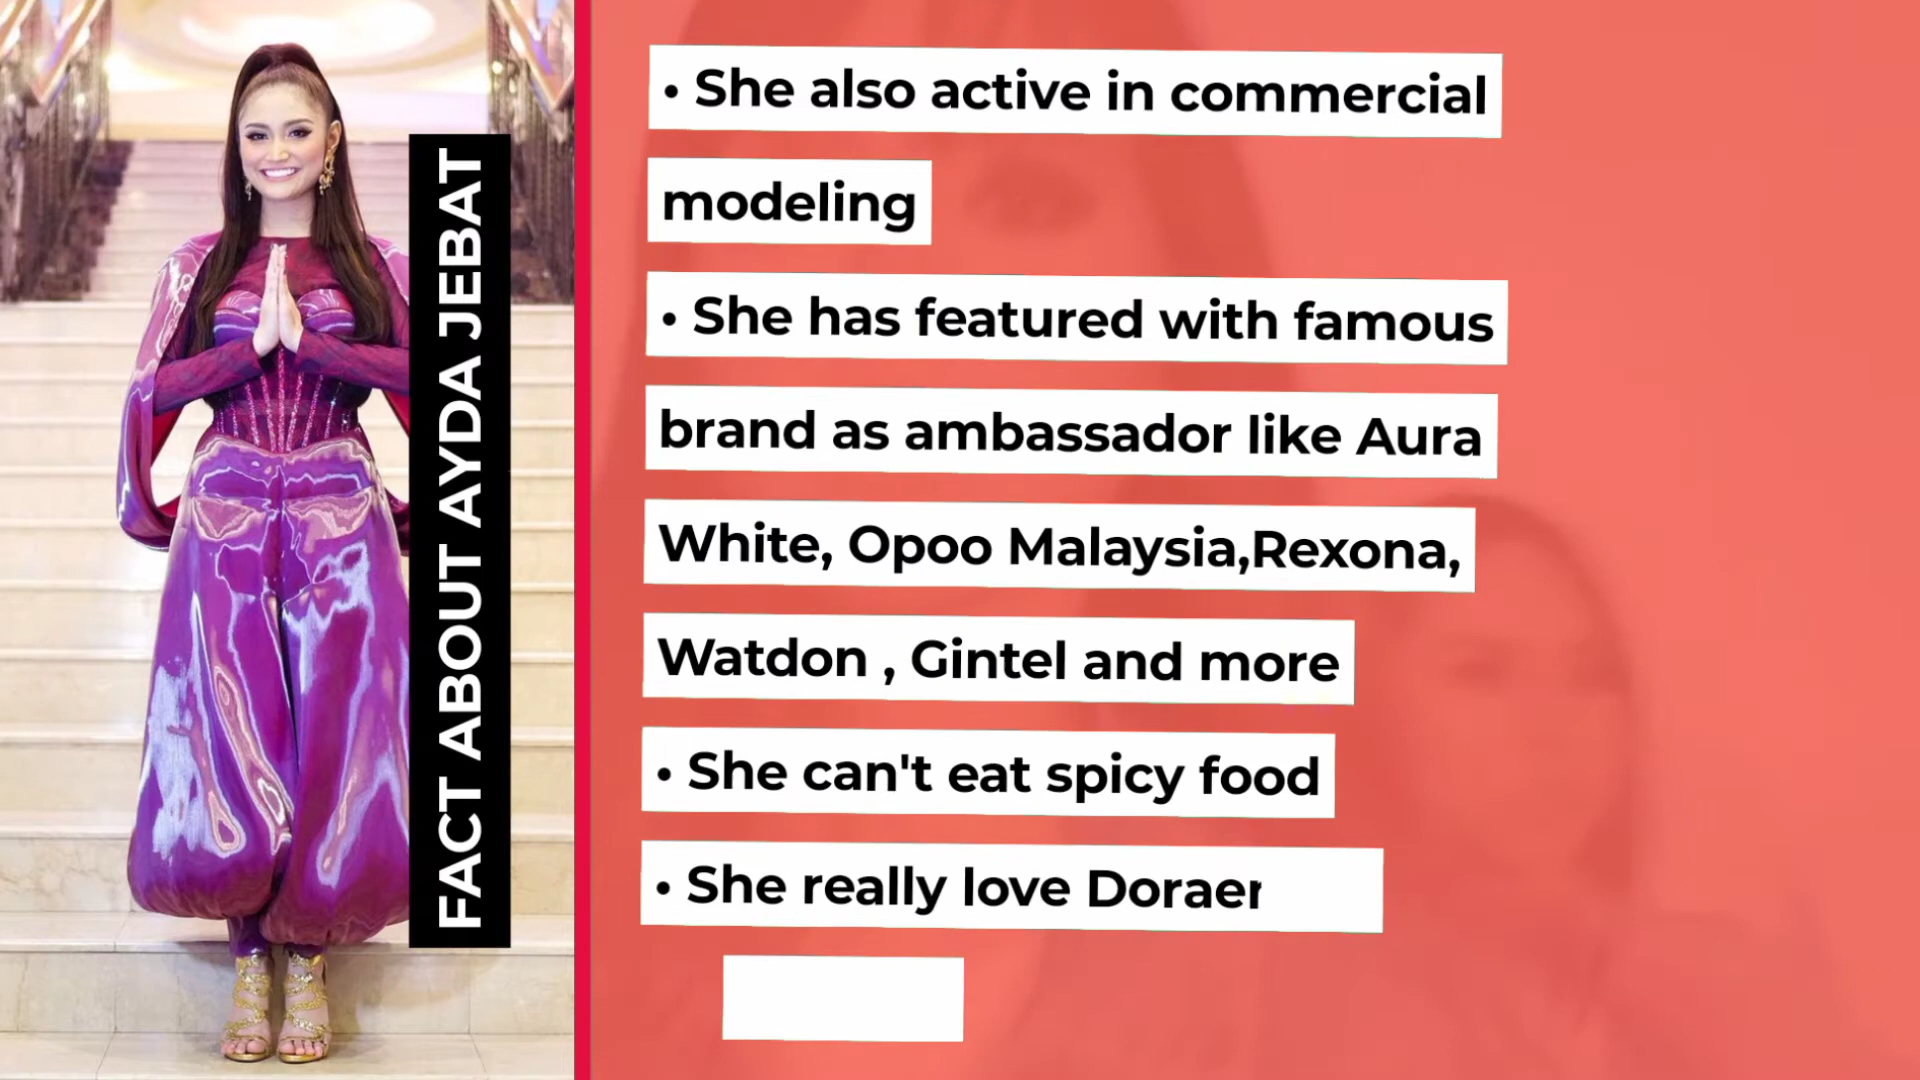 FACT ABOUT AYDA JEBAT
• She also active in commercial
modeling
• She has featured with famous
brand as ambassador like Aura
White, Opoo Malaysia,Rexona,
Watdon , Gintel and more
• She can't eat spicy food
• She really love Dorae